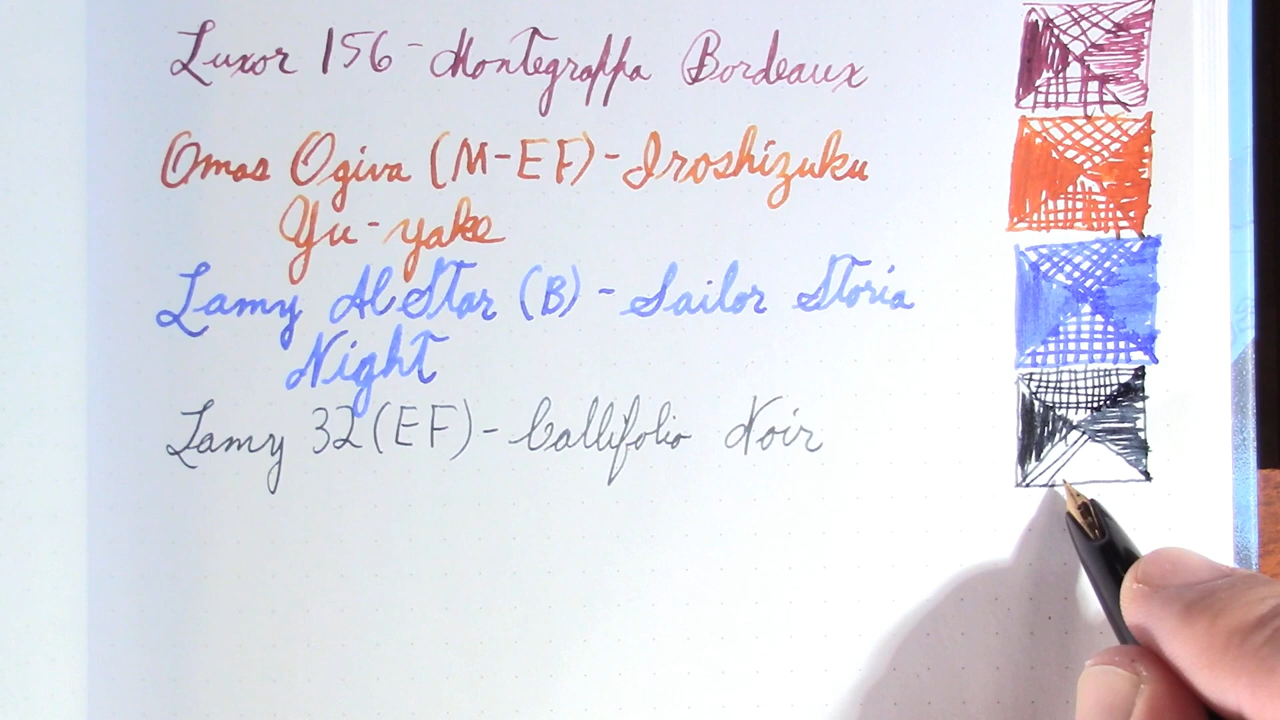 Luxor 156 - Montegrappa Bordeaux
Omas Ogiva (M-EF) - Iroshizuku
Yu-yake
Lamy Al Star (B) - Sailor Storia
Night
Lamy 32 (EF) - Callifolio Noir